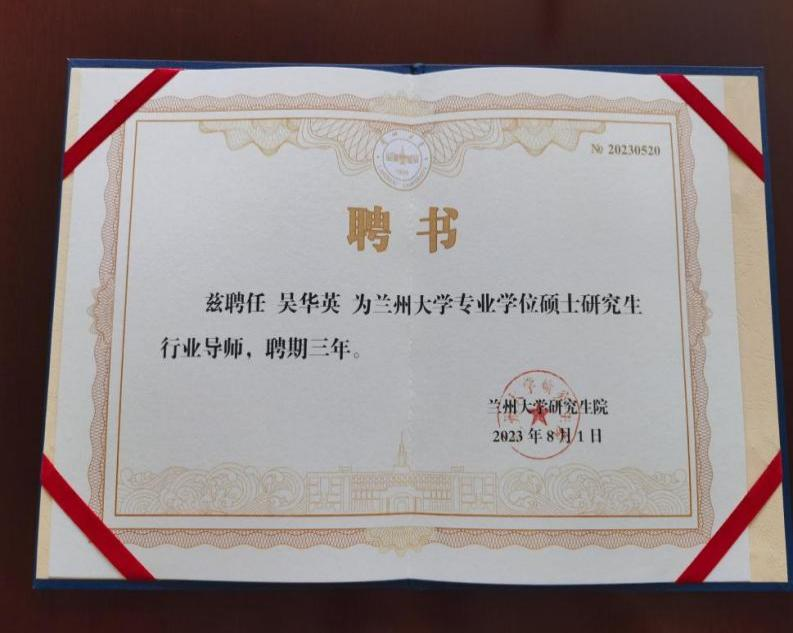 № 20230520
聘书
兹聘任 吴华英 为兰州大学专业学位硕士研究生
行业导师，聘期三年。
兰州大学研究生院
2023 年 8 月 1 日